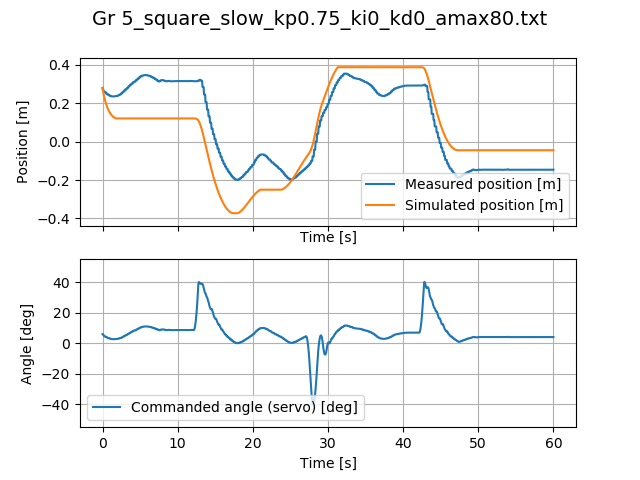 Gr 5_square_slow_kp0.75_ki0_kd0_amax80.txt
0.4
0.2
0.0
−0.2
−0.4
Position [m]
Measured position [m]
Simulated position [m]
Time [s]
40
20
0
−20
−40
Angle [deg]
Commanded angle (servo) [deg]
0 10 20 30 40 50 60
Time [s]